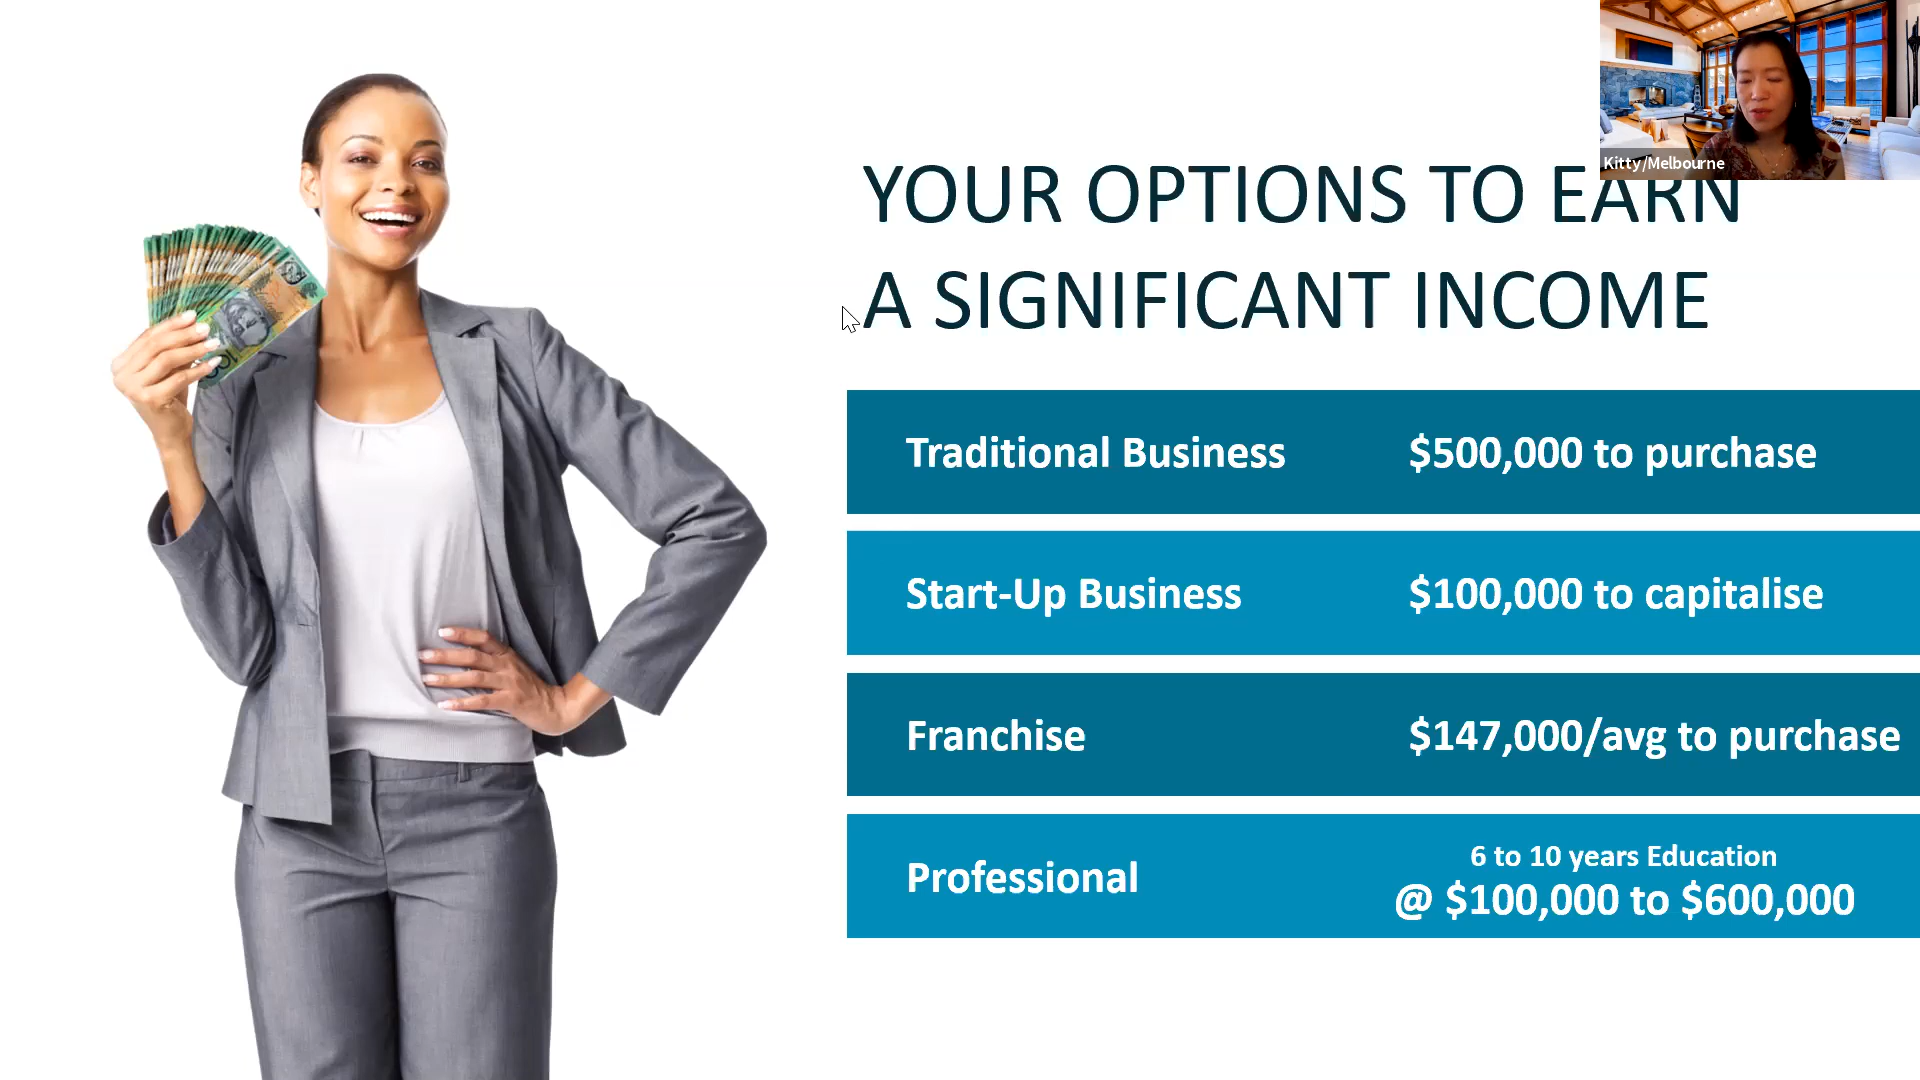 Kitty/Melbourne
YOUR OPTIONS TO EARN
A SIGNIFICANT INCOME
Traditional Business $500,000 to purchase
Start-Up Business $100,000 to capitalise
Franchise $147,000/avg to purchase
Professional 6 to 10 years Education
@ $100,000 to $600,000